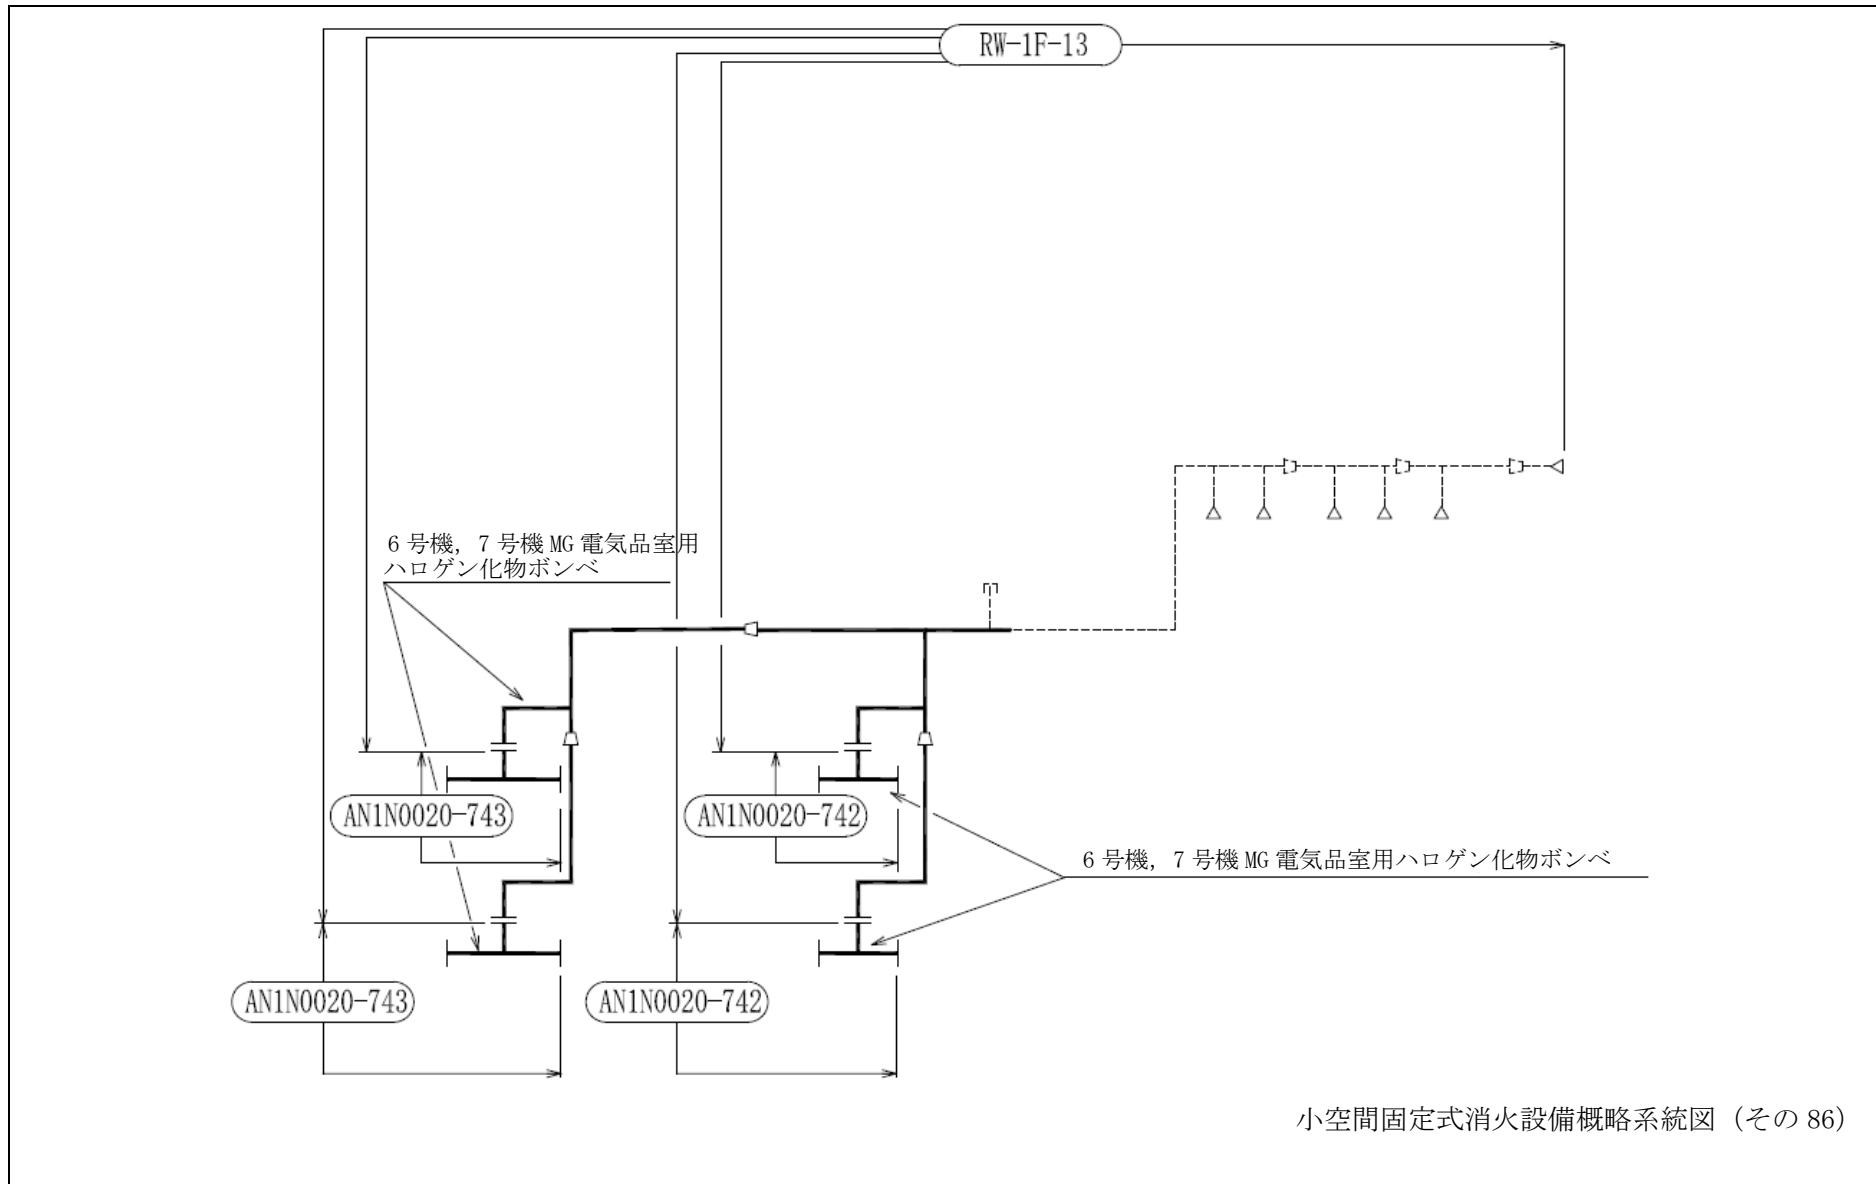 RW-1F-13
6号機, 7号機 MG 電気品室用
ハロゲン化物ボンベ
AN1N0020-743
AN1N0020-742
6号機, 7号機 MG 電気品室用ハロゲン化物ボンベ
AN1N0020-743
AN1N0020-742
小空間固定式消火設備概略系統図（その 86）